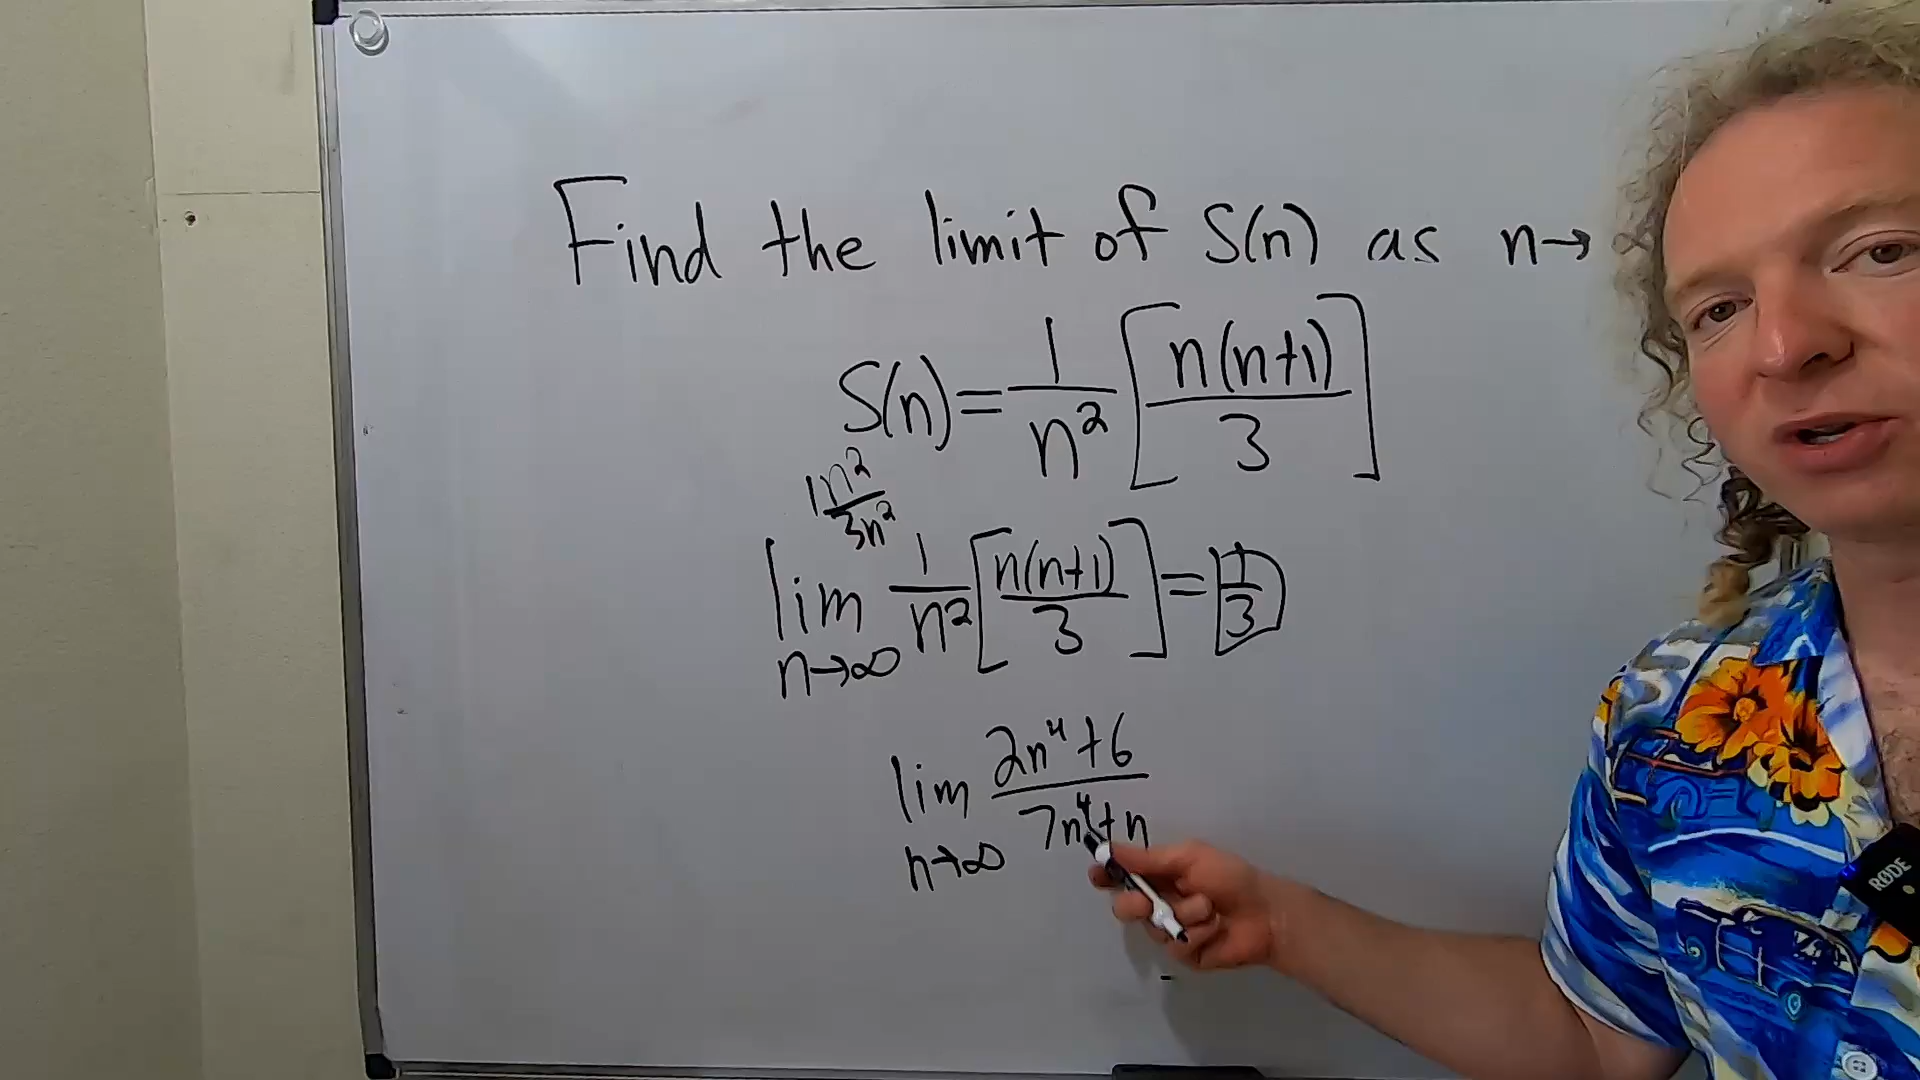 Find the limit of S(n) as n→
S(n) = 1/n² [n(n+1)/3]
1n²/3n²
lim n→∞ 1/n² [n(n+1)/3] = 1/3
lim n→∞ (2n⁴+6)/(7n⁴+n)
RØDE